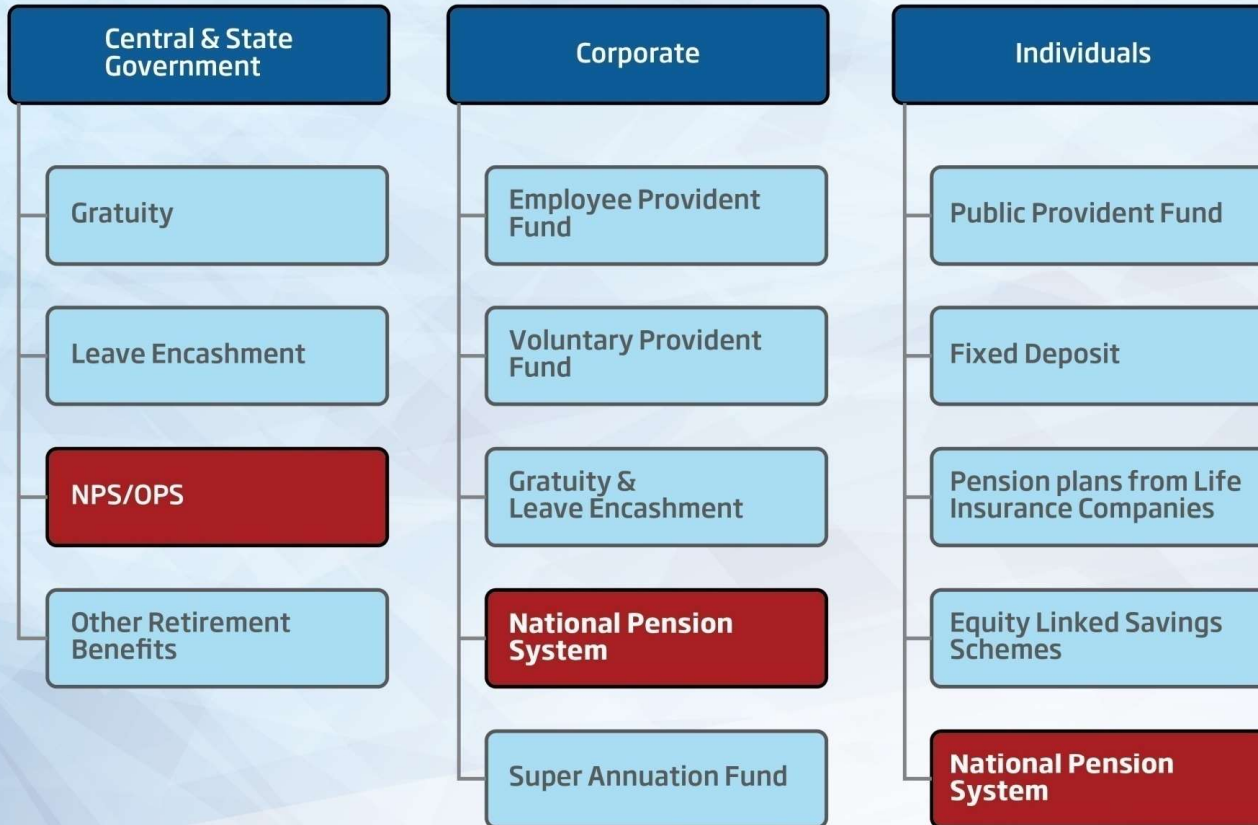 Central & State
Government
Gratuity
Leave Encashment
NPS/OPS
Other Retirement
Benefits
Corporate
Employee Provident
Fund
Voluntary Provident
Fund
Gratuity &
Leave Encashment
National Pension
System
Super Annuation Fund
Individuals
Public Provident Fund
Fixed Deposit
Pension plans from Life
Insurance Companies
Equity Linked Savings
Schemes
National Pension
System